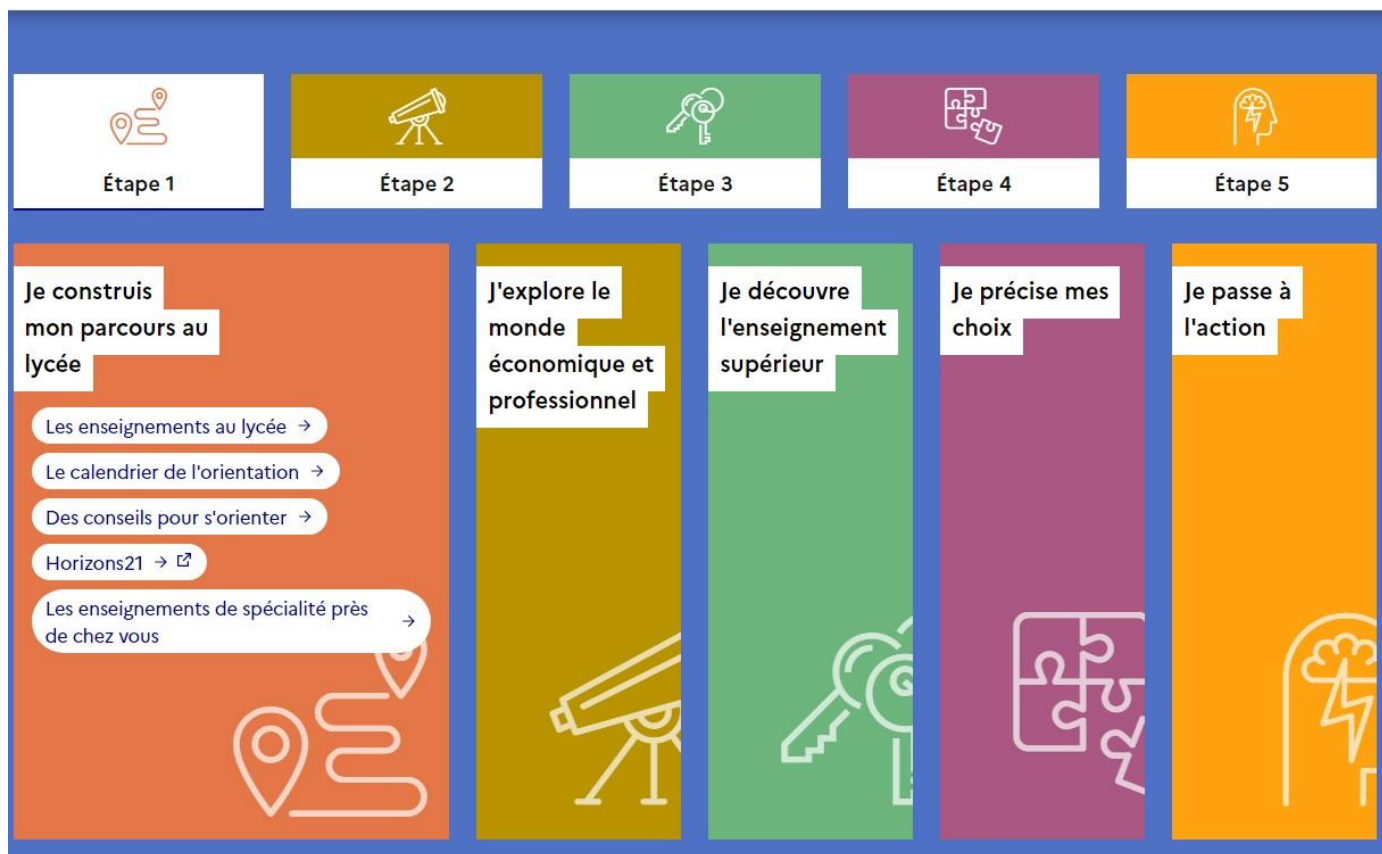 Étape 1
Étape 2
Étape 3
Étape 4
Étape 5
Je construis
mon parcours au
lycée
Les enseignements au lycée →
Le calendrier de l'orientation →
Des conseils pour s'orienter →
Horizons21 →
Les enseignements de spécialité près
de chez vous →
J'explore le
monde
économique et
professionnel
Je découvre
l'enseignement
supérieur
Je précise mes
choix
Je passe à
l'action